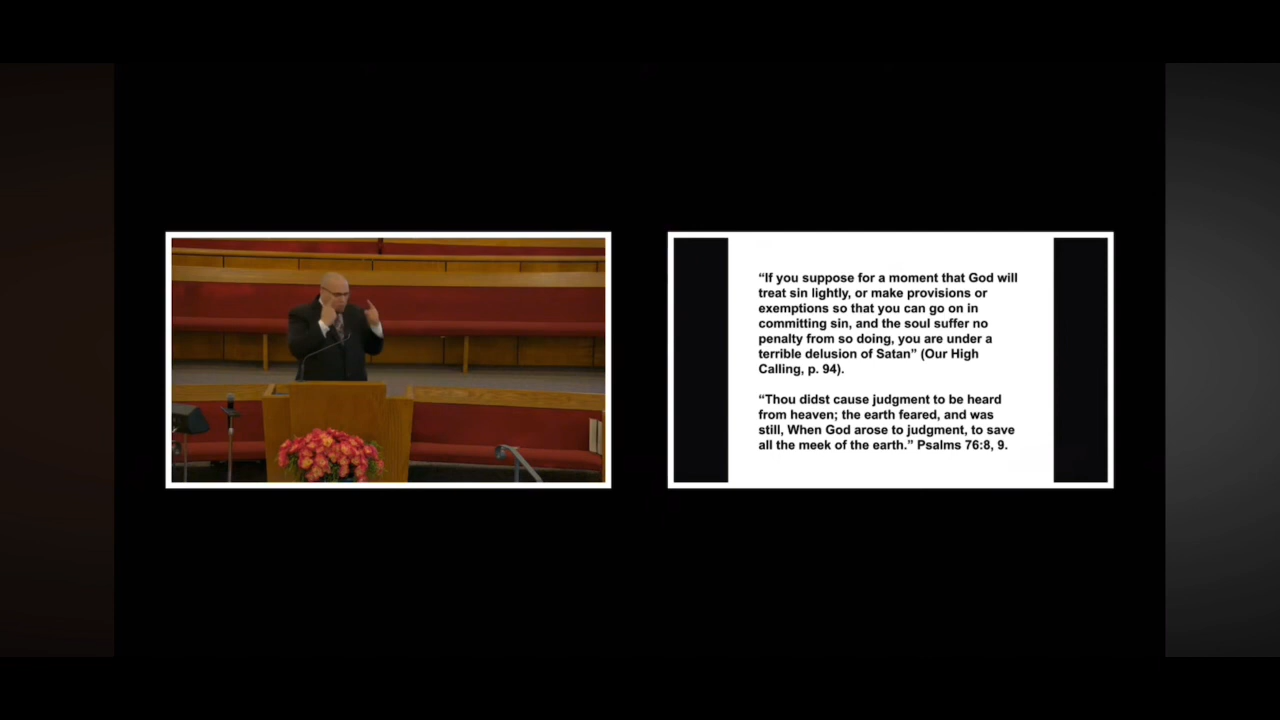 “If you suppose for a moment that God will
treat sin lightly, or make provisions or
exemptions so that you can go on in
committing sin, and the soul suffer no
penalty from so doing, you are under a
terrible delusion of Satan” (Our High
Calling, p. 94).
“Thou didst cause judgment to be heard
from heaven; the earth feared, and was
still, When God arose to judgment, to save
all the meek of the earth.” Psalms 76:8, 9.